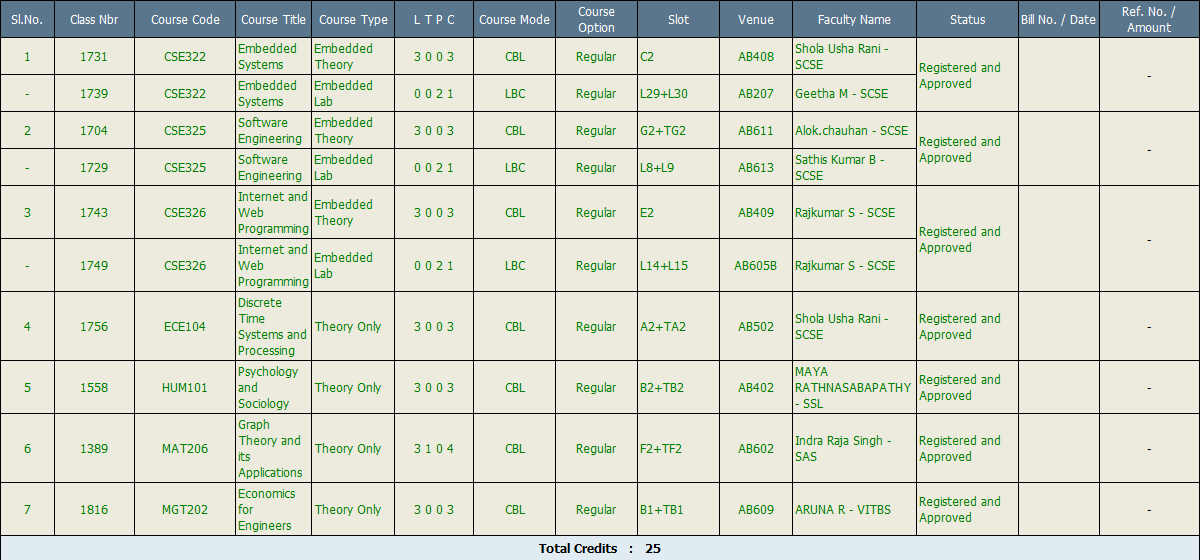 Sl.No. Class Nbr Course Code Course Title Course Type L T P C Course Mode Course Option Slot Venue Faculty Name Status Bill No. / Date Ref. No. / Amount
1 1731 CSE322 Embedded Systems Embedded Theory 3 0 0 3 CBL Regular C2 AB408 Shola Usha Rani - SCSE Registered and Approved -
- 1739 CSE322 Embedded Systems Embedded Lab 0 0 2 1 LBC Regular L29+L30 AB207 Geetha M - SCSE
2 1704 CSE325 Software Engineering Embedded Theory 3 0 0 3 CBL Regular G2+TG2 AB611 Alok.chauhan - SCSE Registered and Approved -
- 1729 CSE325 Software Engineering Embedded Lab 0 0 2 1 LBC Regular L8+L9 AB613 Sathis Kumar B - SCSE
3 1743 CSE326 Internet and Web Programming Embedded Theory 3 0 0 3 CBL Regular E2 AB409 Rajkumar S - SCSE Registered and Approved -
- 1749 CSE326 Internet and Web Programming Embedded Lab 0 0 2 1 LBC Regular L14+L15 AB605B Rajkumar S - SCSE
4 1756 ECE104 Discrete Time Systems and Processing Theory Only 3 0 0 3 CBL Regular A2+TA2 AB502 Shola Usha Rani - SCSE Registered and Approved -
5 1558 HUM101 Psychology and Sociology Theory Only 3 0 0 3 CBL Regular B2+TB2 AB402 MAYA RATHNASABAPATHY - SSL Registered and Approved -
6 1389 MAT206 Graph Theory and its Applications Theory Only 3 1 0 4 CBL Regular F2+TF2 AB602 Indra Raja Singh - SAS Registered and Approved -
7 1816 MGT202 Economics for Engineers Theory Only 3 0 0 3 CBL Regular B1+TB1 AB609 ARUNA R - VITBS Registered and Approved -
Total Credits : 25